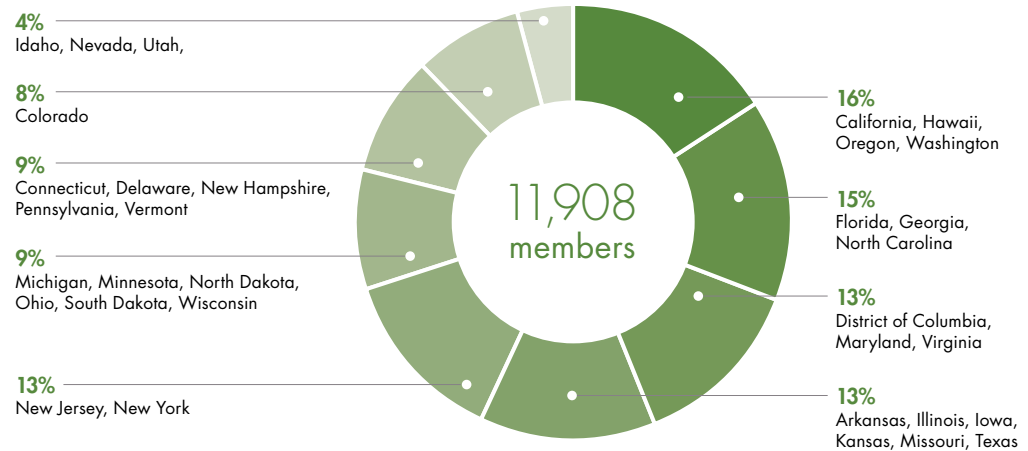 4%
Idaho, Nevada, Utah,
8%
Colorado
9%
Connecticut, Delaware, New Hampshire,
Pennsylvania, Vermont
9%
Michigan, Minnesota, North Dakota,
Ohio, South Dakota, Wisconsin
13%
New Jersey, New York
11,908
members
16%
California, Hawaii,
Oregon, Washington
15%
Florida, Georgia,
North Carolina
13%
District of Columbia,
Maryland, Virginia
13%
Arkansas, Illinois, Iowa,
Kansas, Missouri, Texas